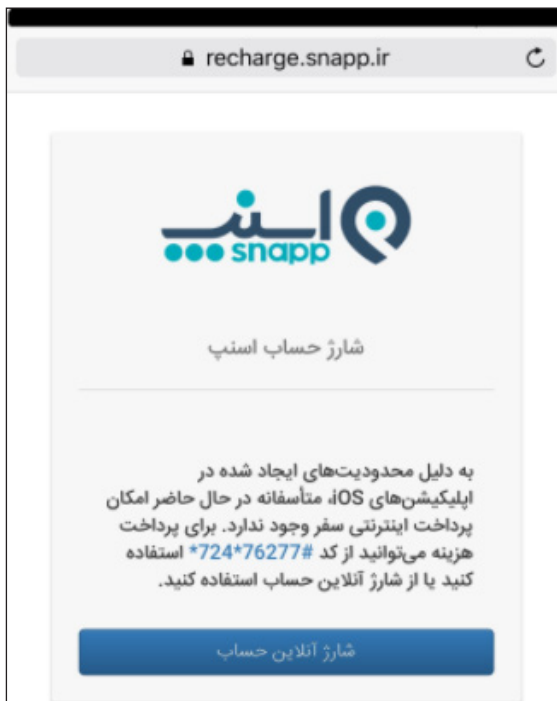 recharge.snapp.ir
اسنپ
snapp
شارژ حساب اسنپ
به دلیل محدودیت‌های ایجاد شده در
اپلیکیشن‌های iOS، متأسفانه در حال حاضر امکان
پرداخت اینترنتی سفر وجود ندارد. برای پرداخت
هزینه می‌توانید از کد #76277*724* استفاده
کنید یا از شارژ آنلاین حساب استفاده کنید.
شارژ آنلاین حساب